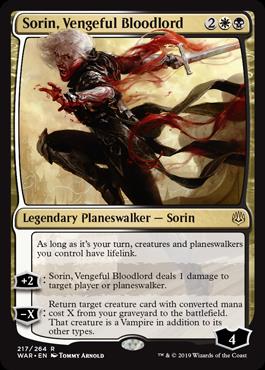 Sorin, Vengeful Bloodlord 2
Legendary Planeswalker — Sorin
As long as it's your turn, creatures and planeswalkers
you control have lifelink.
+2: Sorin, Vengeful Bloodlord deals 1 damage to
target player or planeswalker.
Return target creature card with converted mana
−X: cost X from your graveyard to the battlefield.
That creature is a Vampire in addition to its
other types.
4
217/264 R
WAR • EN TOMMY ARNOLD
™ & © 2019 Wizards of the Coast